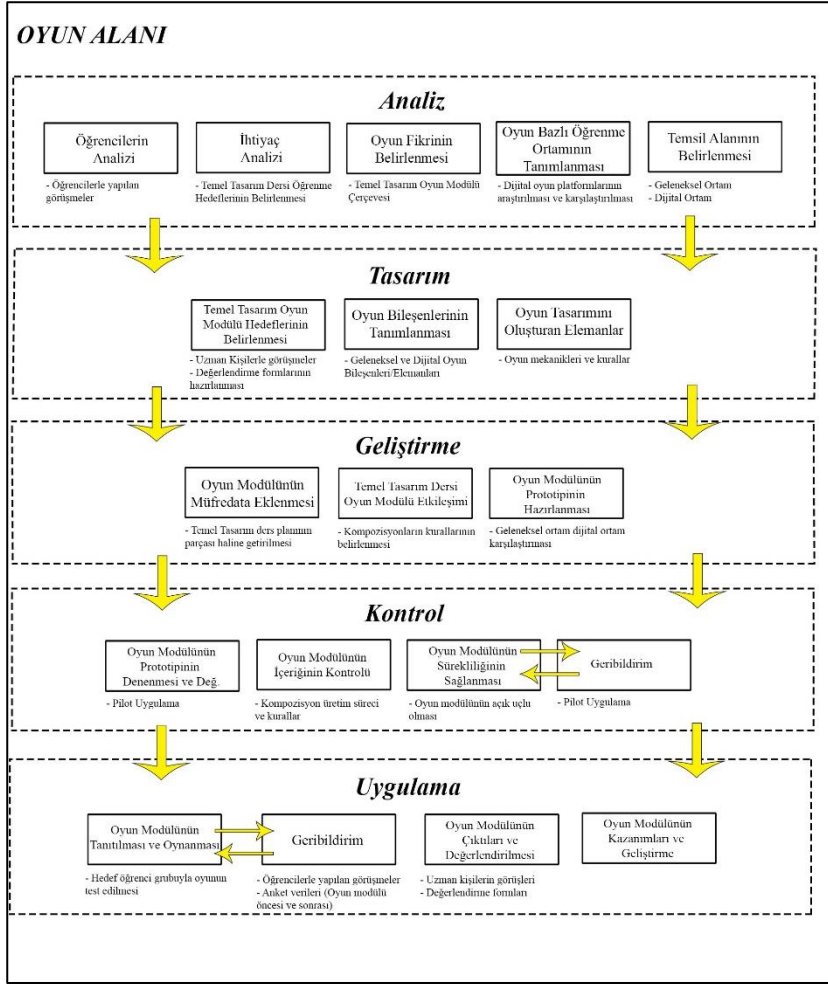 OYUN ALANI
Analiz
Öğrencilerin
Analizi
- Öğrencilerle yapılan
görüşmeler
İhtiyaç
Analizi
- Temel Tasarım Dersi Öğrenme
Hedeflerinin Belirlenmesi
Oyun Fikrinin
Belirlenmesi
- Temel Tasarım Oyun Modülü
Çerçevesi
Oyun Bazlı Öğrenme
Ortamının
Tanımlanması
- Dijital oyun platformlarının
araştırılması ve karşılaştırılması
Temsil Alanının
Belirlenmesi
- Geleneksel Ortam
- Dijital Ortam
Tasarım
Temel Tasarım Oyun
Modülü Hedeflerinin
Belirlenmesi
- Uzman Kişilerle görüşmeler
- Değerlendirme formlarının
hazırlanması
Oyun Bileşenlerinin
Tanımlanması
- Geleneksel ve Dijital Oyun
Bileşenleri/Elemanları
Oyun Tasarımını
Oluşturan Elemanlar
- Oyun mekanikleri ve kurallar
Geliştirme
Oyun Modülünün
Müfredata Eklenmesi
- Temel Tasarım ders planının
parçası haline getirilmesi
Temel Tasarım Dersi
Oyun Modülü Etkileşimi
- Kompozisyonların kurallarının
belirlenmesi
Oyun Modülünün
Prototipinin
Hazırlanması
- Geleneksel ortam dijital ortam
karşılaştırması
Kontrol
Oyun Modülünün
Prototipinin
Denenmesi ve Değ.
- Pilot Uygulama
Oyun Modülünün
İçeriğinin Kontrolü
- Kompozisyon üretim süreci
ve kurallar
Oyun Modülünün
Sürekliliğinin
Sağlanması
- Oyun modülünün açık uçlu
olması
Geribildirim
- Pilot Uygulama
Uygulama
Oyun Modülünün
Tanıtılması ve Oynanması
- Hedef öğrenci grubuyla oyunun
test edilmesi
Geribildirim
- Öğrencilerle yapılan görüşmeler
- Anket verileri (Oyun modülü
öncesi ve sonrası)
Oyun Modülünün
Çıktıları ve
Değerlendirilmesi
- Uzman kişilerin görüşleri
- Değerlendirme formları
Oyun Modülünün
Kazanımları ve
Geliştirme